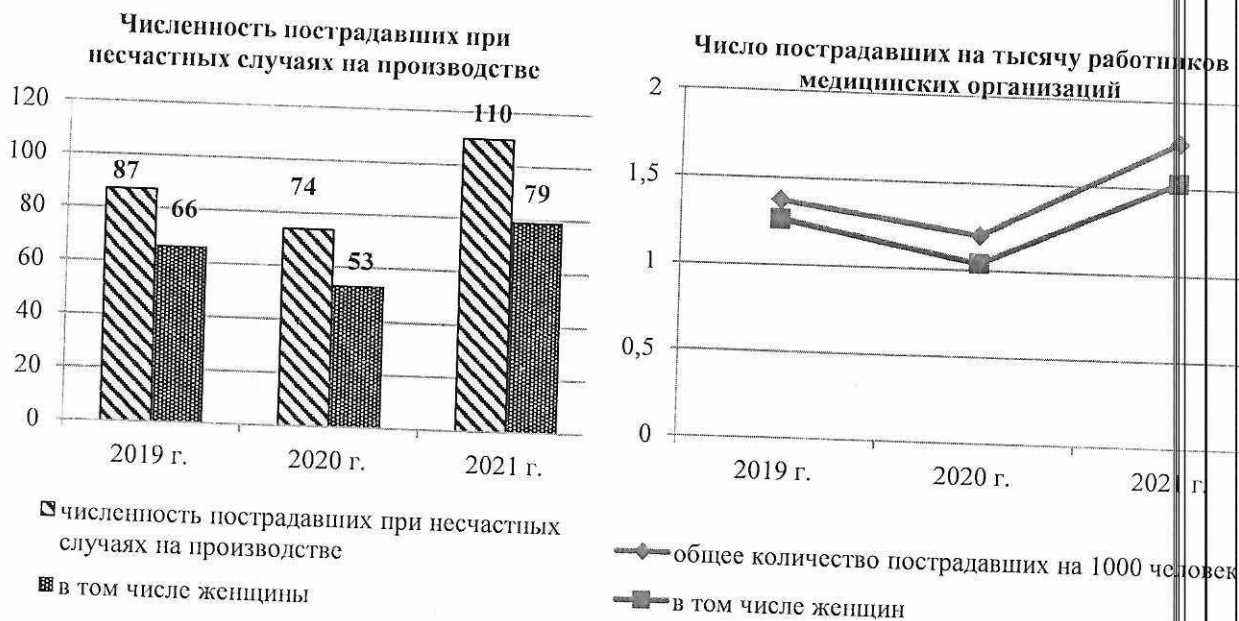 Численность пострадавших при
несчастных случаях на производстве
120
100
80
60
40
20
0
87
66
74
53
110
79
2019 г.
2020 г.
2021 г.
численность пострадавших при несчастных
случаях на производстве
в том числе женщины
Число пострадавших на тысячу работников
медицинских организаций
2
1,5
1
0,5
0
2019 г.
2020 г.
2021 г.
общее количество пострадавших на 1000 человек
в том числе женщин